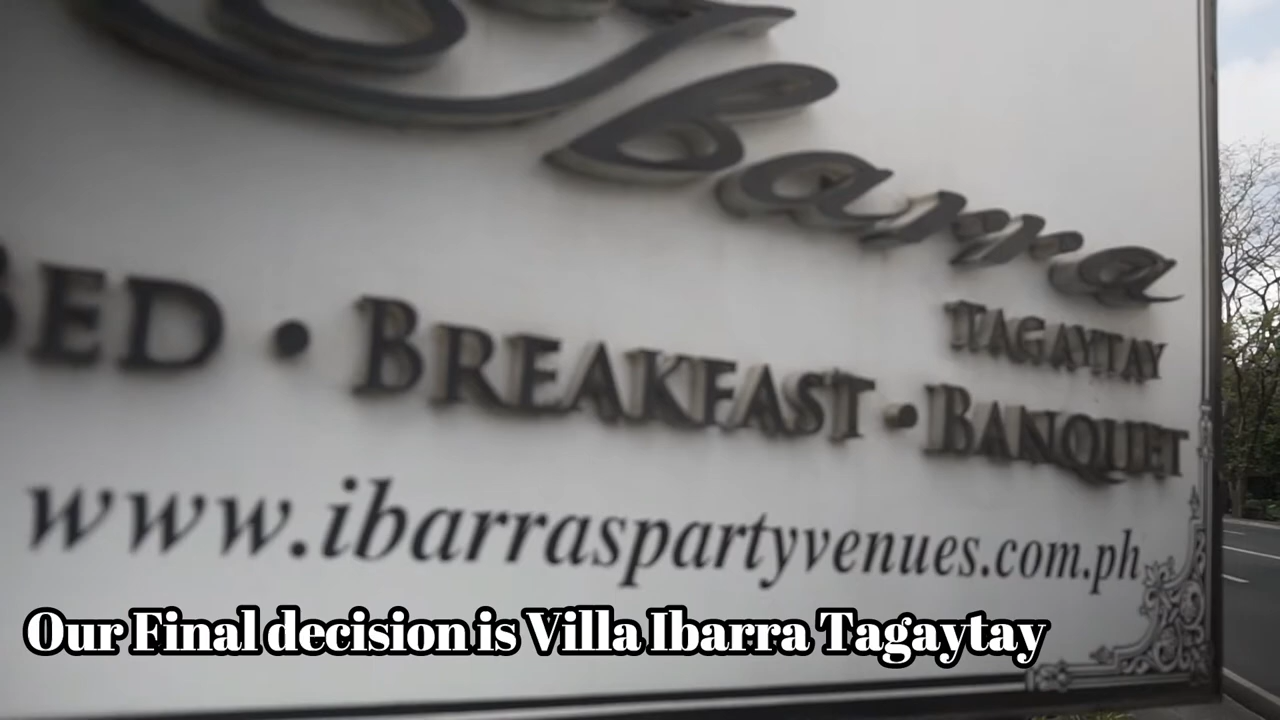 Ibarra
TAGAYTAY
BED • BREAKFAST • BANQUET
www.ibarraspartyvenues.com.ph
Our Final decision is Villa Ibarra Tagaytay